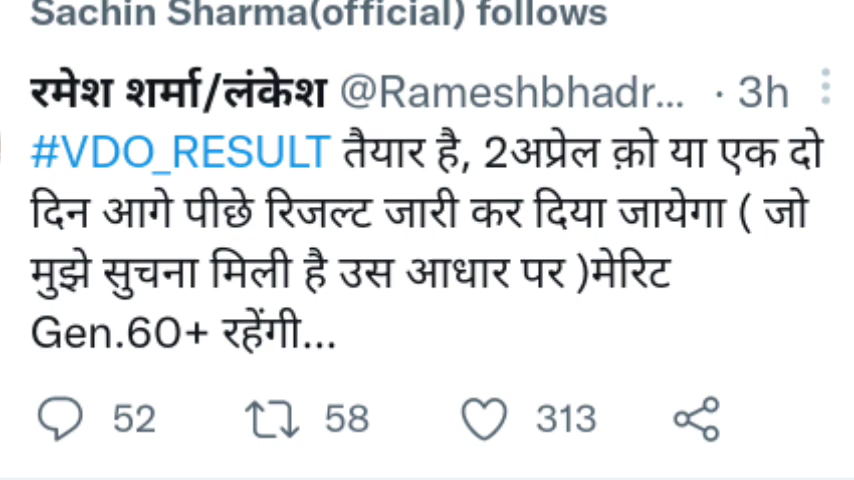 Sachin Sharma(official) follows
रमेश शर्मा/लंकेश @Rameshbhadr... · 3h
#VDO_RESULT तैयार है, 2अप्रेल क़ो या एक दो
दिन आगे पीछे रिजल्ट जारी कर दिया जायेगा ( जो
मुझे सुचना मिली है उस आधार पर )मेरिट
Gen.60+ रहेंगी...
52 58 313